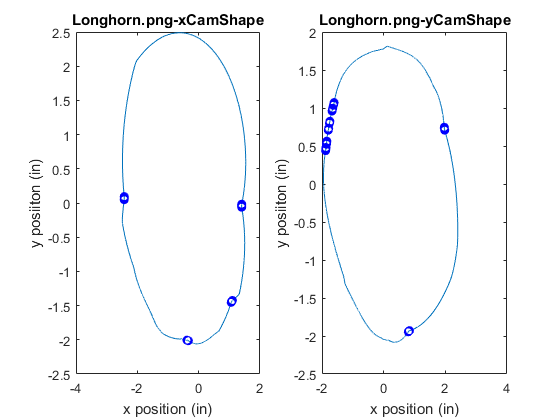 Longhorn.png-xCamShape
2.5
2
1.5
1
0.5
0
-0.5
-1
-1.5
-2
-2.5
y posiiton (in)
-4 -2 0 2
x position (in)
Longhorn.png-yCamShape
2
1.5
1
0.5
0
-0.5
-1
-1.5
-2
-2.5
y posiiton (in)
-2 0 2 4
x position (in)